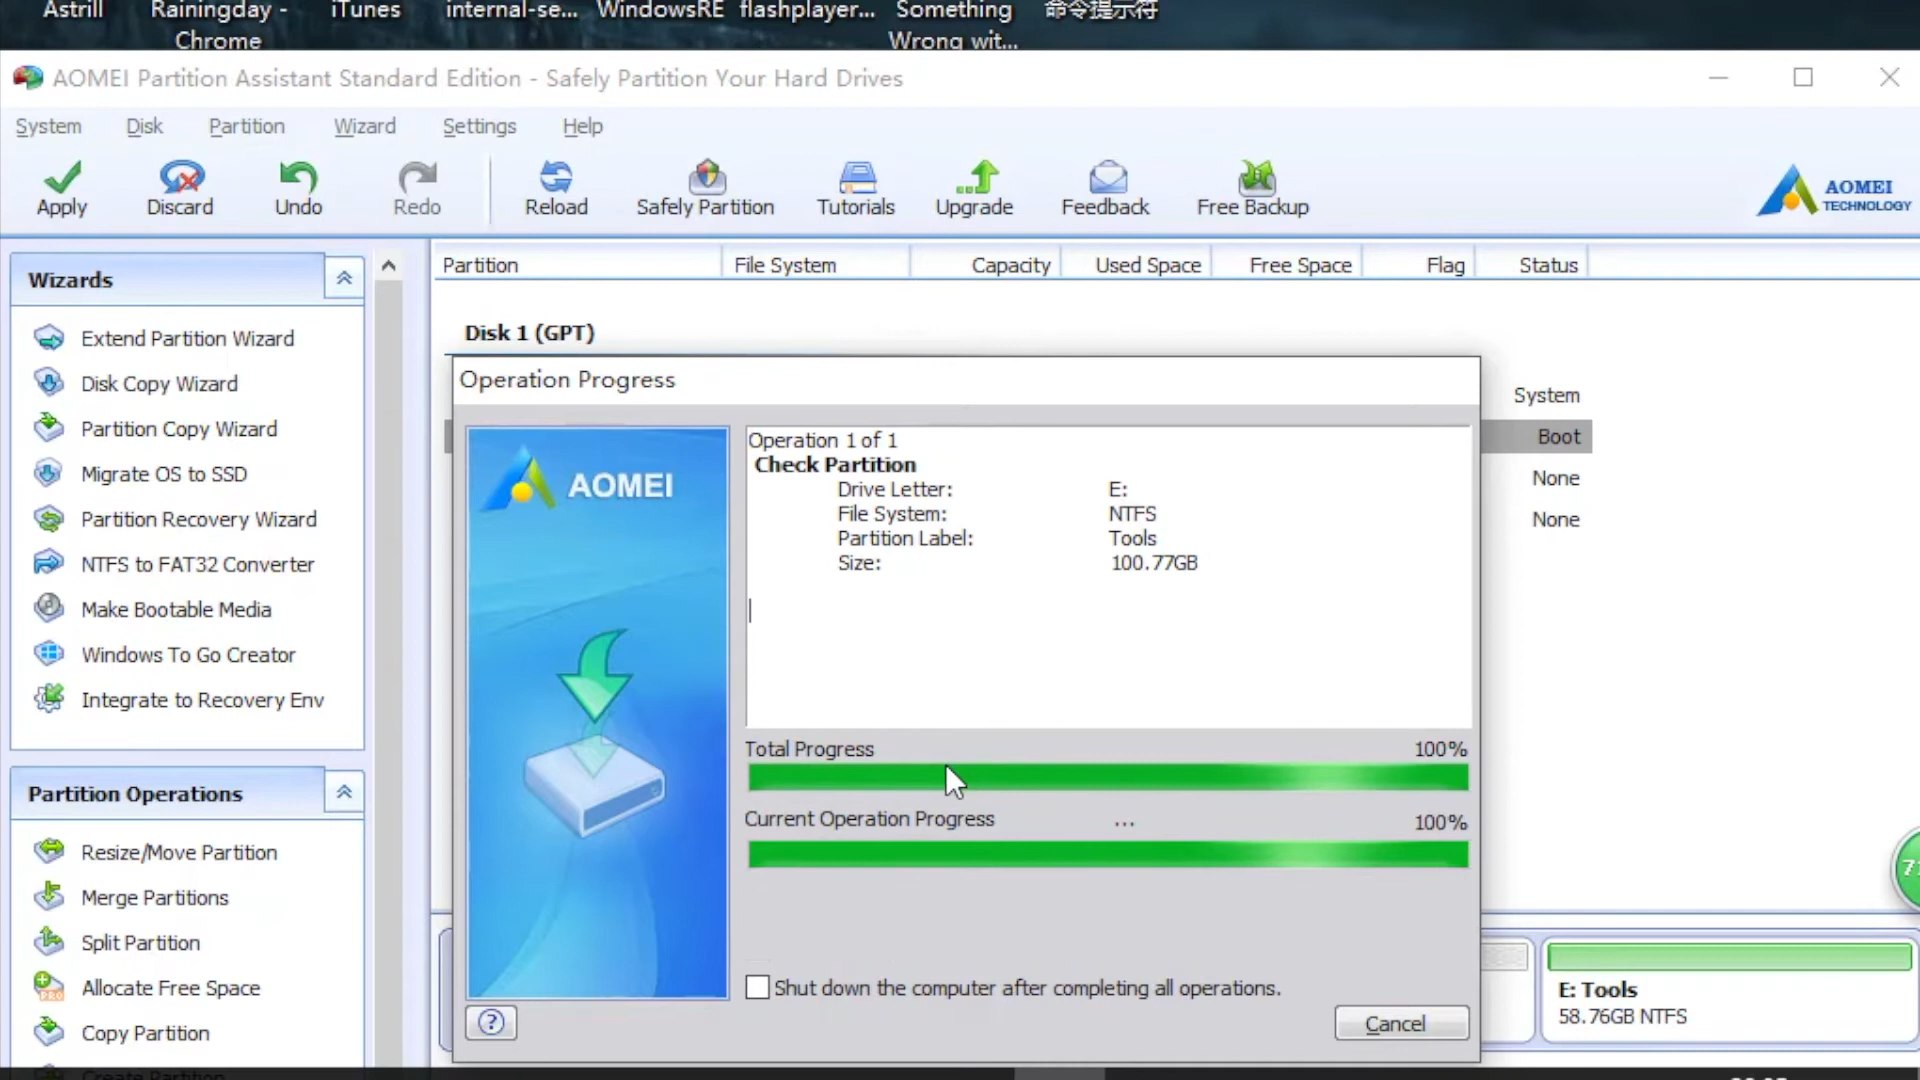 Astrill Rainingday - iTunes internal-se... WindowsRE flashplayer... Something 命令提示符
Chrome Wrong wit...
AOMEI Partition Assistant Standard Edition - Safely Partition Your Hard Drives
System Disk Partition Wizard Settings Help
Apply Discard Undo Redo Reload Safely Partition Tutorials Upgrade Feedback Free Backup
AOMEI
TECHNOLOGY
Wizards
Extend Partition Wizard
Disk Copy Wizard
Partition Copy Wizard
Migrate OS to SSD
Partition Recovery Wizard
NTFS to FAT32 Converter
Make Bootable Media
Windows To Go Creator
Integrate to Recovery Env
Partition Operations
Resize/Move Partition
Merge Partitions
Split Partition
Allocate Free Space
PRO
Copy Partition
Create Partition
Partition File System Capacity Used Space Free Space Flag Status
Disk 1 (GPT)
System
Boot
None
None
Operation Progress
AOMEI
Operation 1 of 1
Check Partition
Drive Letter: E:
File System: NTFS
Partition Label: Tools
Size: 100.77GB
Total Progress 100%
Current Operation Progress ... 100%
Shut down the computer after completing all operations.
? Cancel
E: Tools
58.76GB NTFS